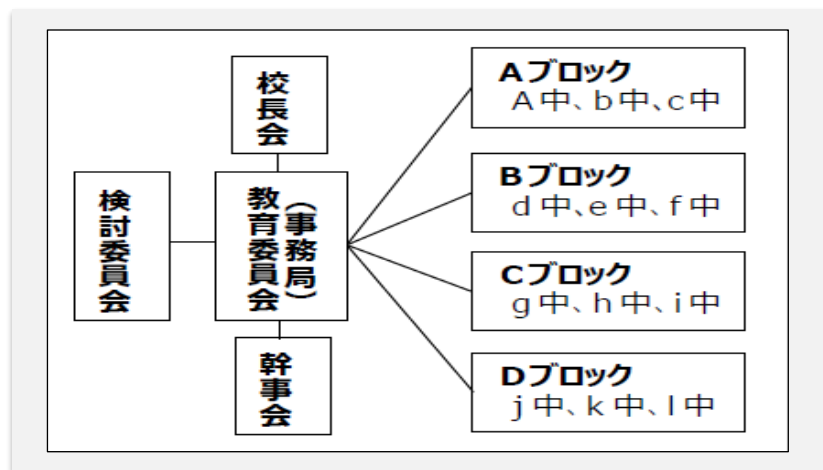 校長会
検討委員会
教育委員会
（事務局）
幹事会
Aブロック
A中、b中、c中
Bブロック
d中、e中、f中
Cブロック
g中、h中、i中
Dブロック
j中、k中、l中